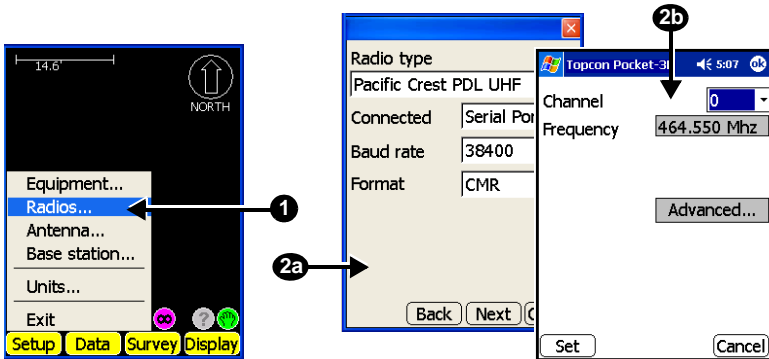 14.6'
NORTH
Equipment...
Radios...
Antenna...
Base station...
Units...
Exit
Setup Data Survey Display
1
2a
Radio type
Pacific Crest PDL UHF
Connected Serial Por
Baud rate 38400
Format CMR
Back Next
2b
Topcon Pocket-3 5:07 ok
Channel 0
Frequency 464.550 Mhz
Advanced...
Set Cancel